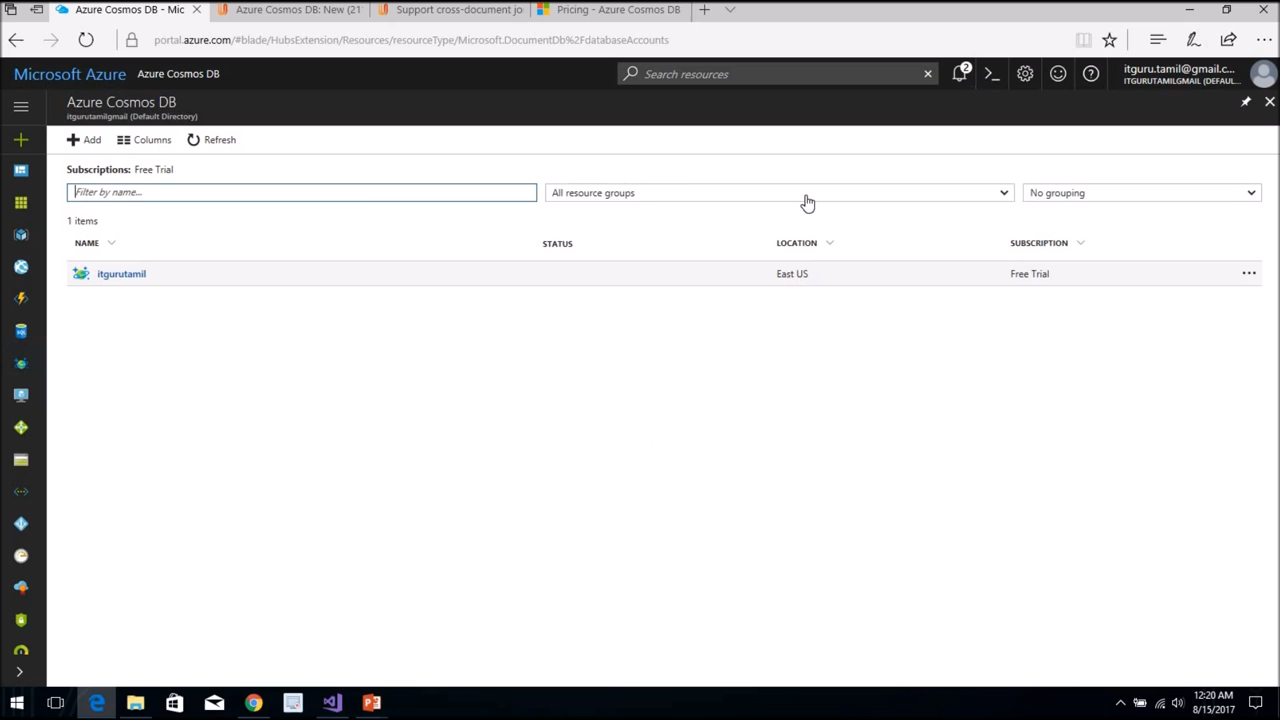 Azure Cosmos DB - Mic
Azure Cosmos DB: New (21
Support cross-document jo
Pricing - Azure Cosmos DB
portal.azure.com/#blade/HubsExtension/Resources/resourceType/Microsoft.DocumentDb%2FdatabaseAccounts
Microsoft Azure Azure Cosmos DB
Search resources
2
itguru.tamil@gmail.c...
ITGURUTAMILGMAIL (DEFAUL...
Azure Cosmos DB
itgurutamilgmail (Default Directory)
Add Columns Refresh
Subscriptions: Free Trial
Filter by name... All resource groups No grouping
1 items
NAME STATUS LOCATION SUBSCRIPTION
itgurutamil East US Free Trial
12:20 AM
8/15/2017